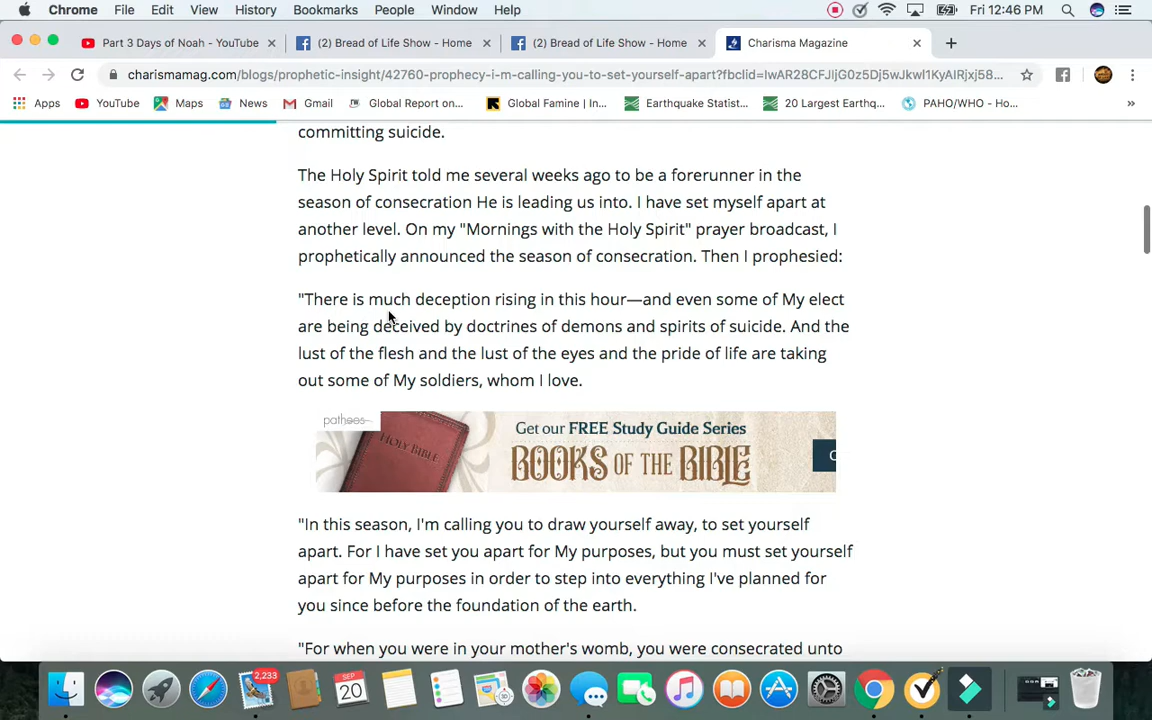 Chrome File Edit View History Bookmarks People Window Help Fri 12:46 PM
Part 3 Days of Noah - YouTube (2) Bread of Life Show - Home (2) Bread of Life Show - Home Charisma Magazine
charismamag.com/blogs/prophetic-insight/42760-prophecy-i-m-calling-you-to-set-yourself-apart?fbclid=IwAR28CFJIjG0z5Dj5wJkwI1KyAIRjxj58...
Apps YouTube Maps News Gmail Global Report on... Global Famine | In... Earthquake Statist... 20 Largest Earthq... PAHO/WHO - Ho... »
committing suicide.
The Holy Spirit told me several weeks ago to be a forerunner in the
season of consecration He is leading us into. I have set myself apart at
another level. On my "Mornings with the Holy Spirit" prayer broadcast, I
prophetically announced the season of consecration. Then I prophesied:
"There is much deception rising in this hour—and even some of My elect
are being deceived by doctrines of demons and spirits of suicide. And the
lust of the flesh and the lust of the eyes and the pride of life are taking
out some of My soldiers, whom I love.
patheos
HOLY BIBLE
Get our FREE Study Guide Series
BOOKS OF THE BIBLE
"In this season, I'm calling you to draw yourself away, to set yourself
apart. For I have set you apart for My purposes, but you must set yourself
apart for My purposes in order to step into everything I've planned for
you since before the foundation of the earth.
"For when you were in your mother's womb, you were consecrated unto
2,233
SEP
20